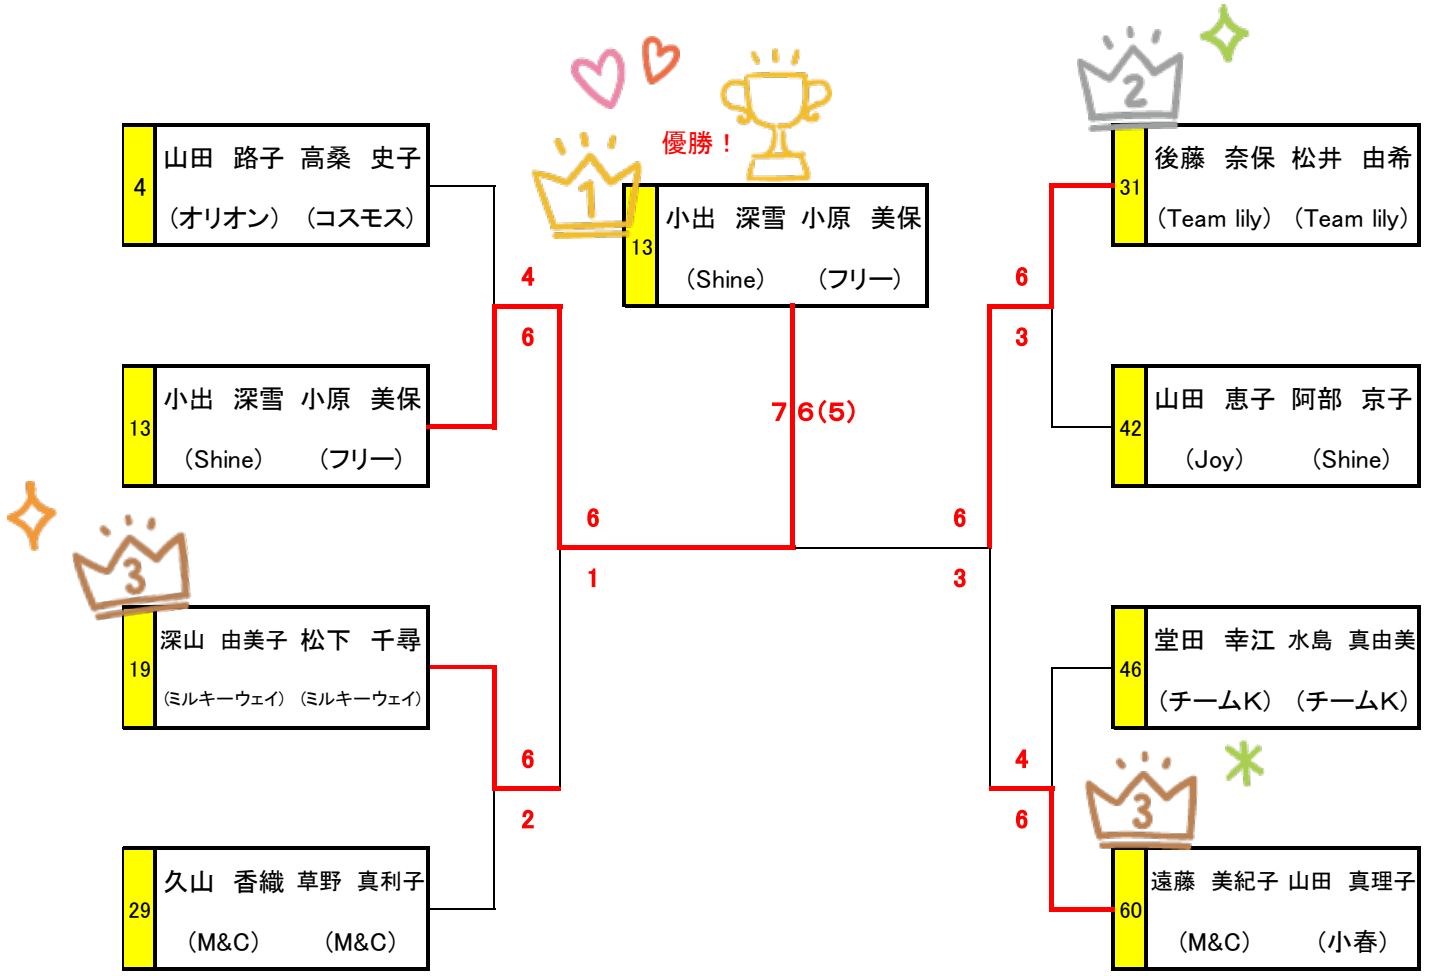 2
優勝！
1
4
山田　路子 高桑　史子
（オリオン） （コスモス）
13
小出　深雪 小原　美保
（Shine） （フリー）
31
後藤　奈保 松井　由希
（Team lily） （Team lily）
4
6
6
3
13
小出　深雪 小原　美保
（Shine） （フリー）
7 6（5）
42
山田　恵子 阿部　京子
（Joy） （Shine）
6
1
6
3
3
19
深山　由美子 松下　千尋
（ミルキーウェイ） （ミルキーウェイ）
46
堂田　幸江 水島　真由美
（チームK） （チームK）
6
2
4
6
3
29
久山　香織 草野　真利子
（M&C） （M&C）
60
遠藤　美紀子 山田　真理子
（M&C） （小春）